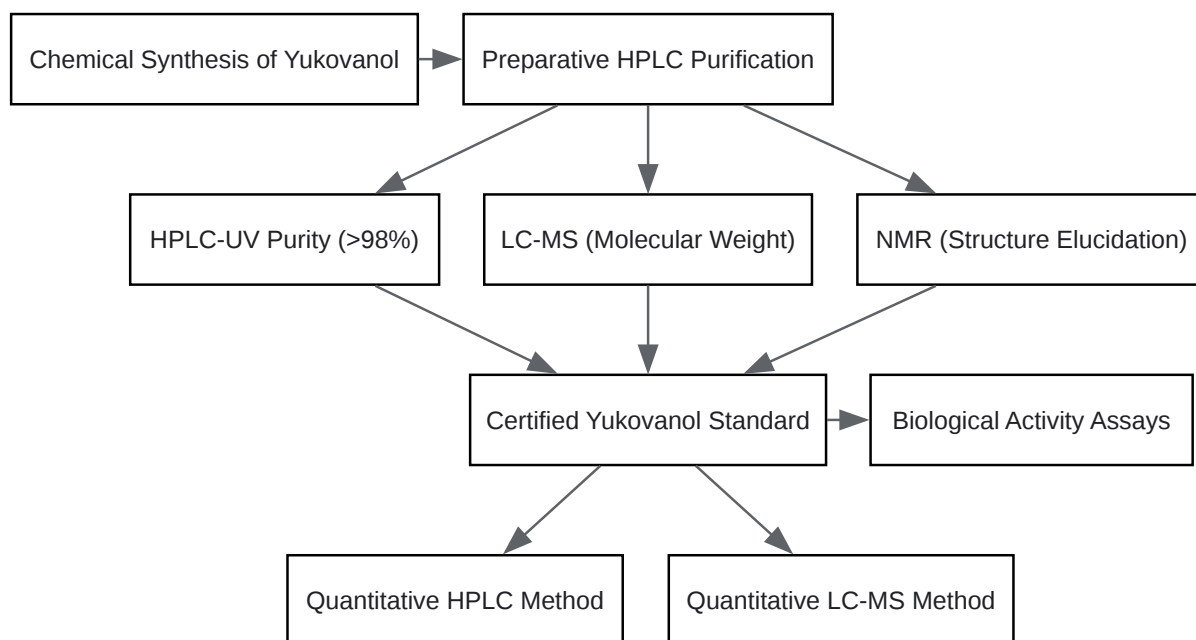 Chemical Synthesis of Yukovanol
Preparative HPLC Purification
HPLC-UV Purity (>98%)
LC-MS (Molecular Weight)
NMR (Structure Elucidation)
Certified Yukovanol Standard
Biological Activity Assays
Quantitative HPLC Method
Quantitative LC-MS Method